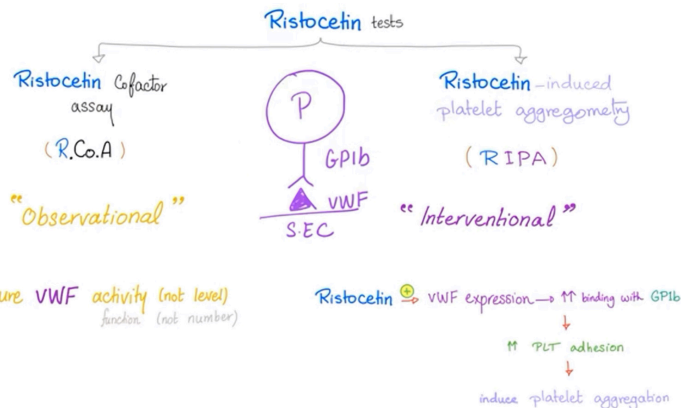 Ristocetin tests
Ristocetin Cofactor
assay
(R.Co.A)
"Observational"
P
GPIb
vWF
S.EC
Ristocetin-induced
platelet aggregometry
(RIPA)
"Interventional"
ure vWF activity (not level)
function (not number)
Ristocetin ⊕→ vWF expression → ↑↑ binding with GPIb
↑↑ PLT adhesion
induce platelet aggregation